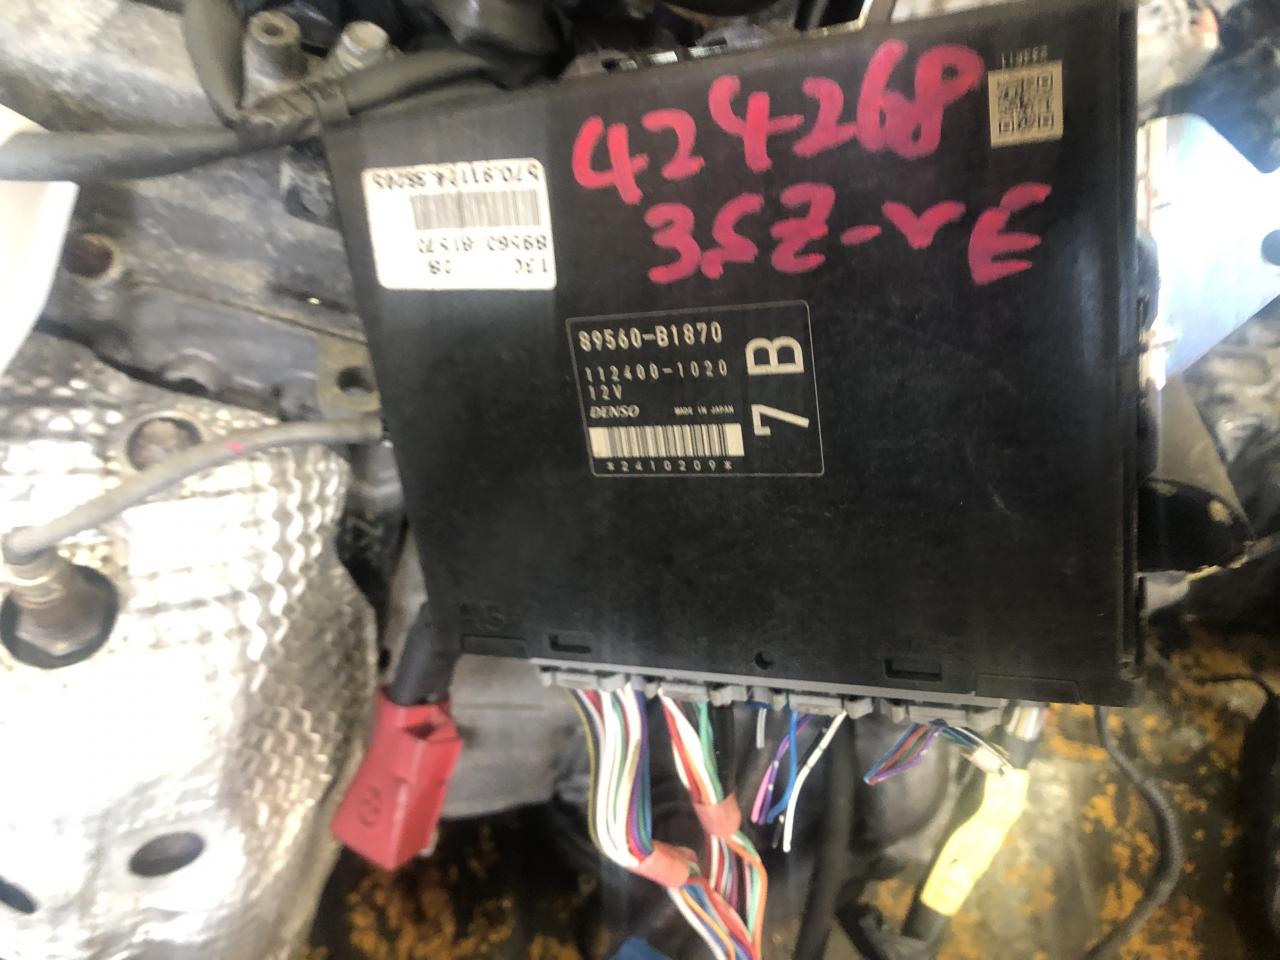 424268
3SZ-VE
89560-B1870
112400-1020
12V
DENSO MADE IN JAPAN
*2410209*
7B